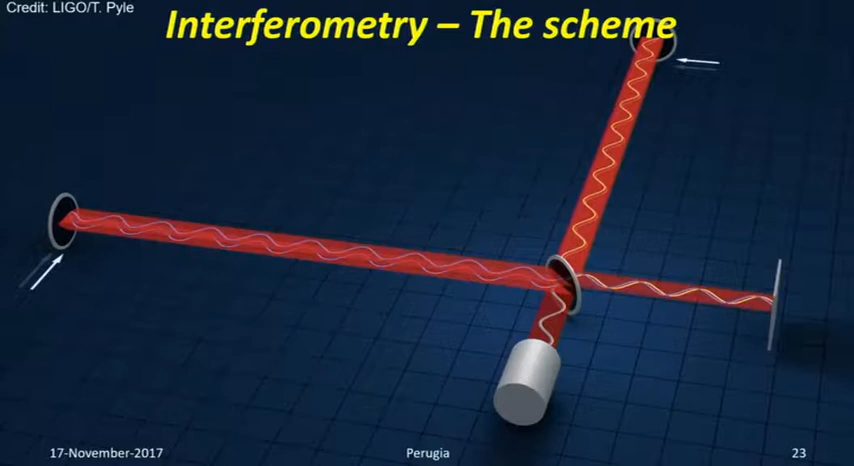 Credit: LIGO/T. Pyle
Interferometry – The scheme
17-November-2017
Perugia
23